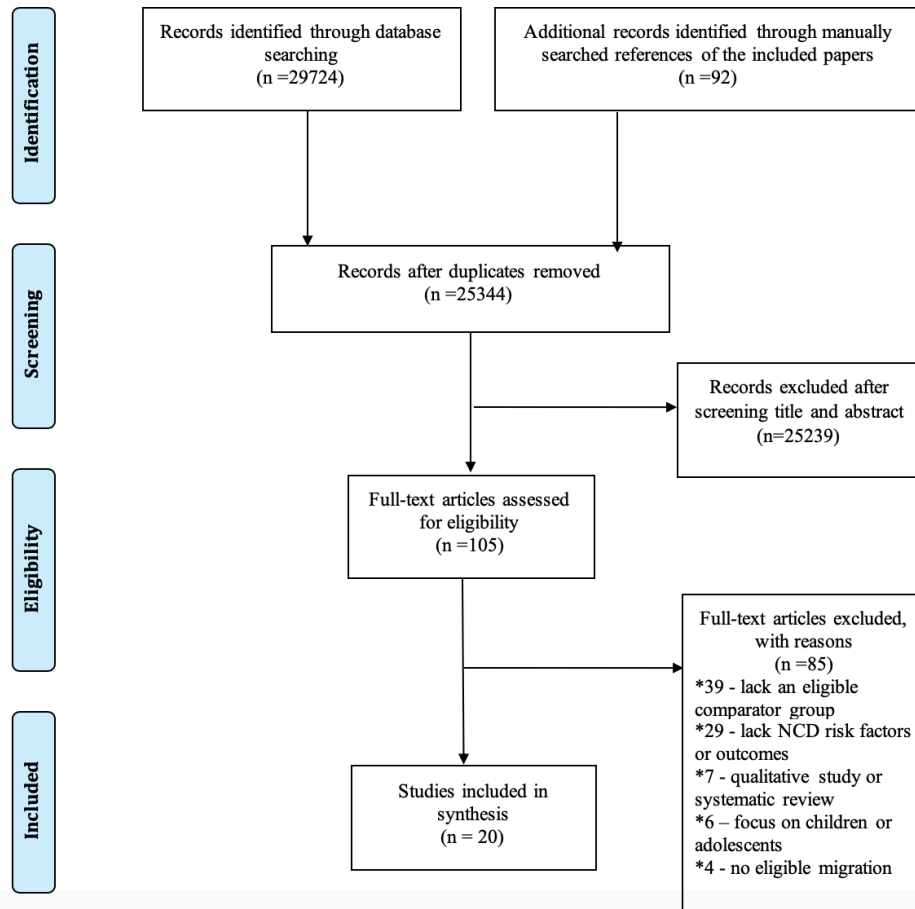 Identification
Records identified through database
searching
(n =29724)
Additional records identified through manually
searched references of the included papers
(n =92)
Screening
Records after duplicates removed
(n =25344)
Records excluded after
screening title and abstract
(n=25239)
Eligibility
Full-text articles assessed
for eligibility
(n =105)
Full-text articles excluded,
with reasons
(n =85)
*39 - lack an eligible
comparator group
*29 - lack NCD risk factors
or outcomes
*7 - qualitative study or
systematic review
*6 – focus on children or
adolescents
*4 - no eligible migration
Included
Studies included in
synthesis
(n = 20)